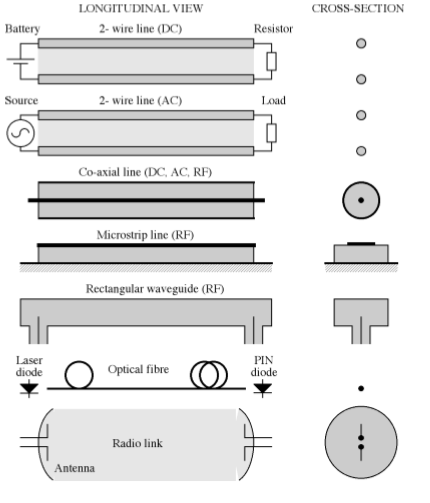 LONGITUDINAL VIEW
CROSS-SECTION
Battery
2- wire line (DC)
Resistor
Source
2- wire line (AC)
Load
Co-axial line (DC, AC, RF)
Microstrip line (RF)
Rectangular waveguide (RF)
Laser
diode
Optical fibre
PIN
diode
Radio link
Antenna